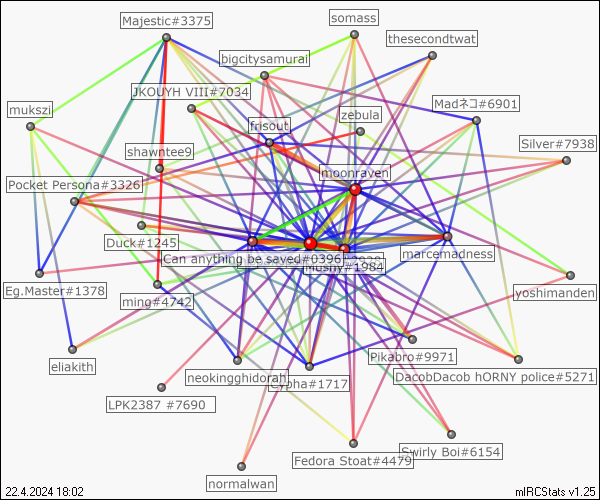 somass
Majestic#3375
thesecondtwat
bigcitysamurai
JKOUYH VIII#7034
Madネコ#6901
mukszi
zebula
frisout
Silver#7938
shawntee9
moonraven
Pocket Persona#3326
Duck#1245
marcemadness
Can anything be saved#0396
Mushy#1984
Eg.Master#1378
yoshimanden
ming#4742
Pikabro#9971
eliakith
neokingghidorah
Cypha#1717
DacobDacob hORNY police#5271
LPK2387 #7690
Swirly Boi#6154
Fedora Stoat#4479
normalwan
22.4.2024 18:02
mIRCStats v1.25